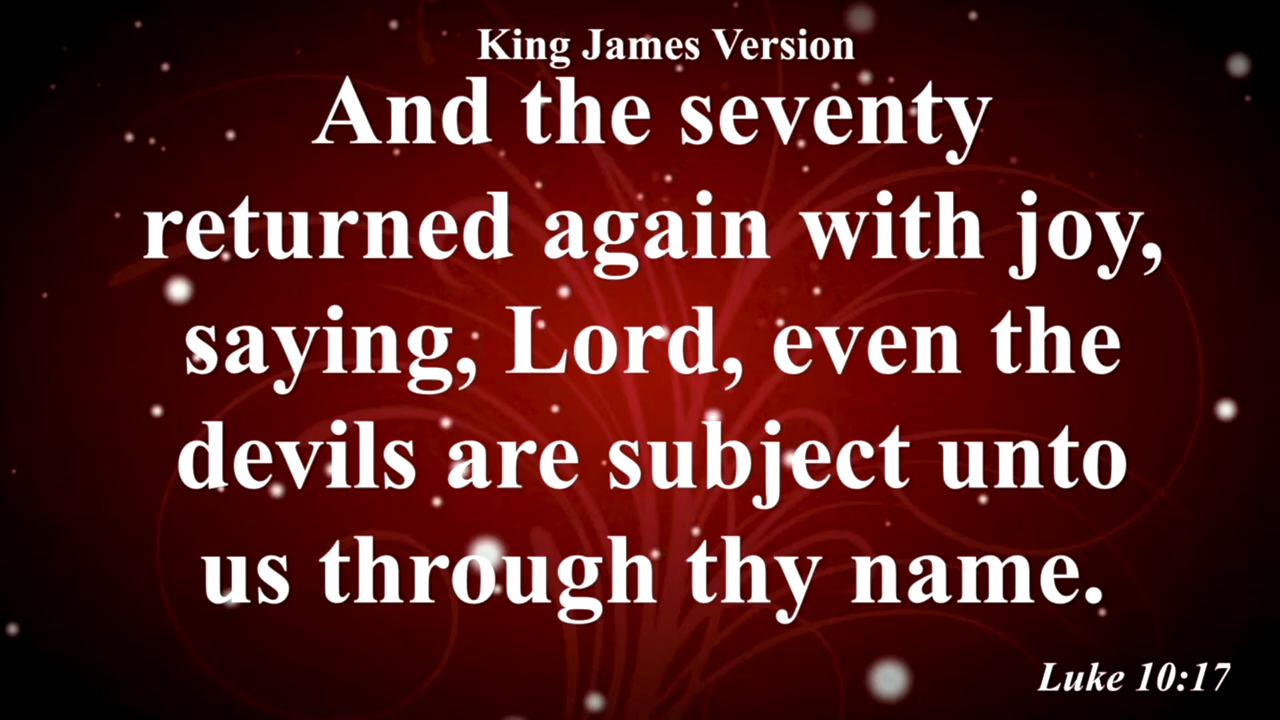 King James Version
And the seventy
returned again with joy,
saying, Lord, even the
devils are subject unto
us through thy name.
Luke 10:17